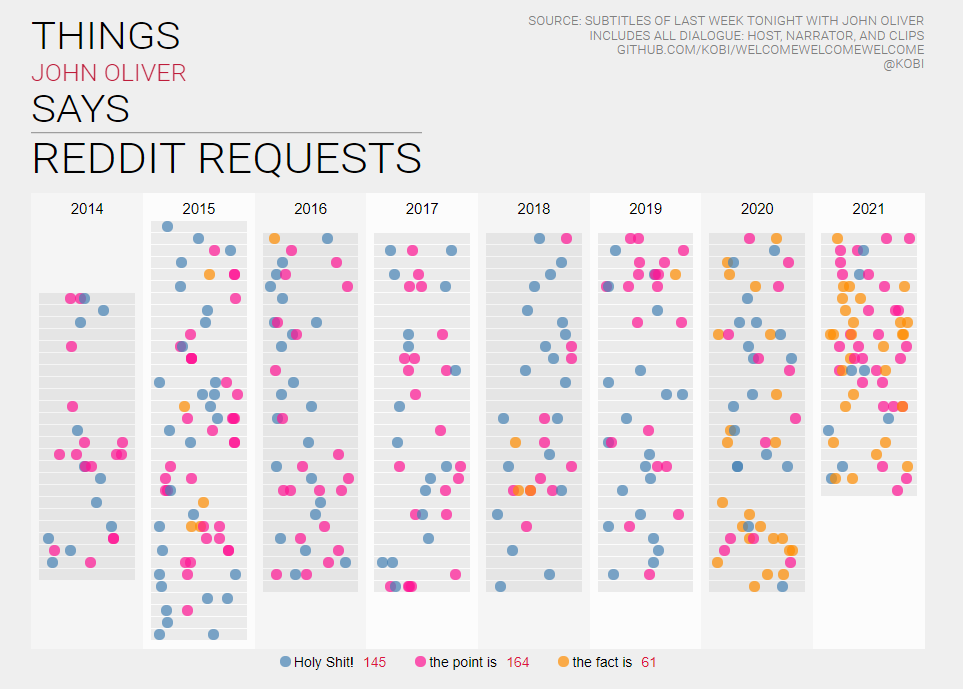 THINGS
JOHN OLIVER
SAYS
REDDIT REQUESTS
SOURCE: SUBTITLES OF LAST WEEK TONIGHT WITH JOHN OLIVER
INCLUDES ALL DIALOGUE: HOST, NARRATOR, AND CLIPS
GITHUB.COM/KOBI/WELCOMEWELCOMEWELCOME
@KOBI
2014 2015 2016 2017 2018 2019 2020 2021
Holy Shit! 145 the point is 164 the fact is 61